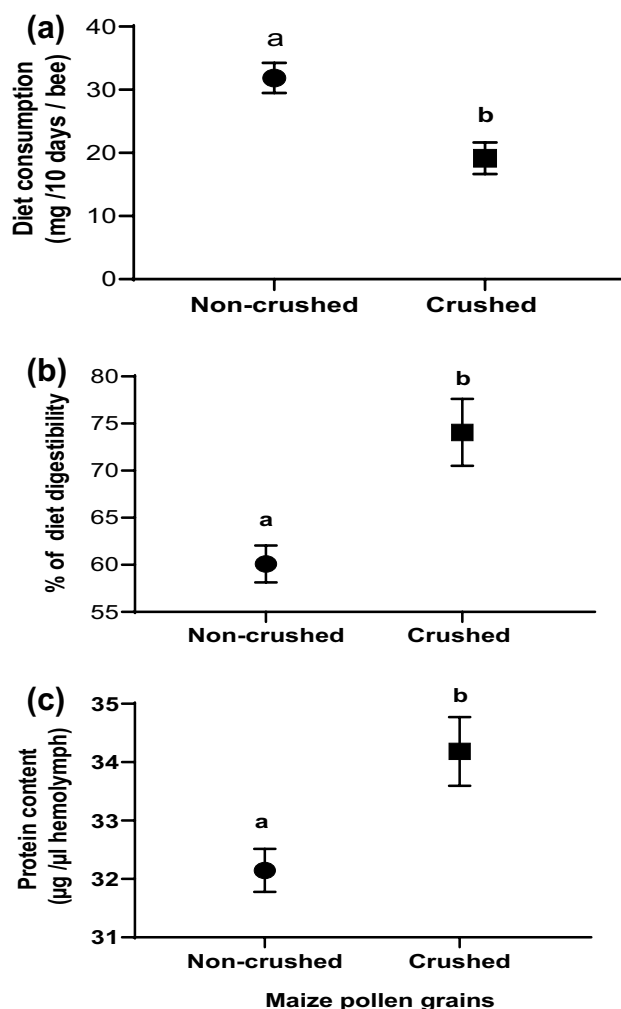 (a)
Diet consumption
(mg /10 days / bee)
40
30
20
10
0
a
b
Non-crushed
Crushed
(b)
% of diet digestibility
80
75
70
65
60
55
a
b
Non-crushed
Crushed
(c)
Protein content
(µg /µl hemolymph)
35
34
33
32
31
a
b
Non-crushed
Crushed
Maize pollen grains